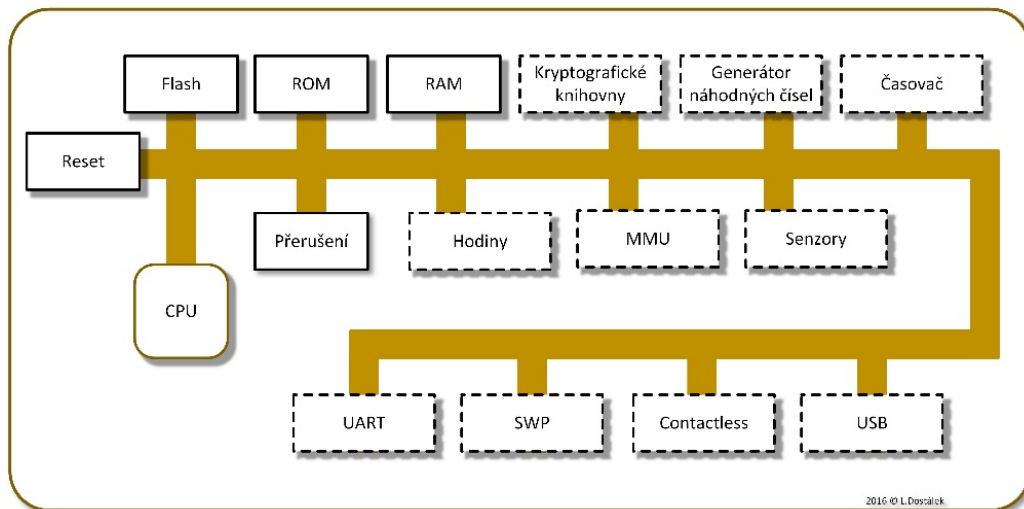 Flash
ROM
RAM
Kryptografické
knihovny
Generátor
náhodných čísel
Časovač
Reset
Přerušení
Hodiny
MMU
Senzory
CPU
UART
SWP
Contactless
USB
2016 © L.Dostálek